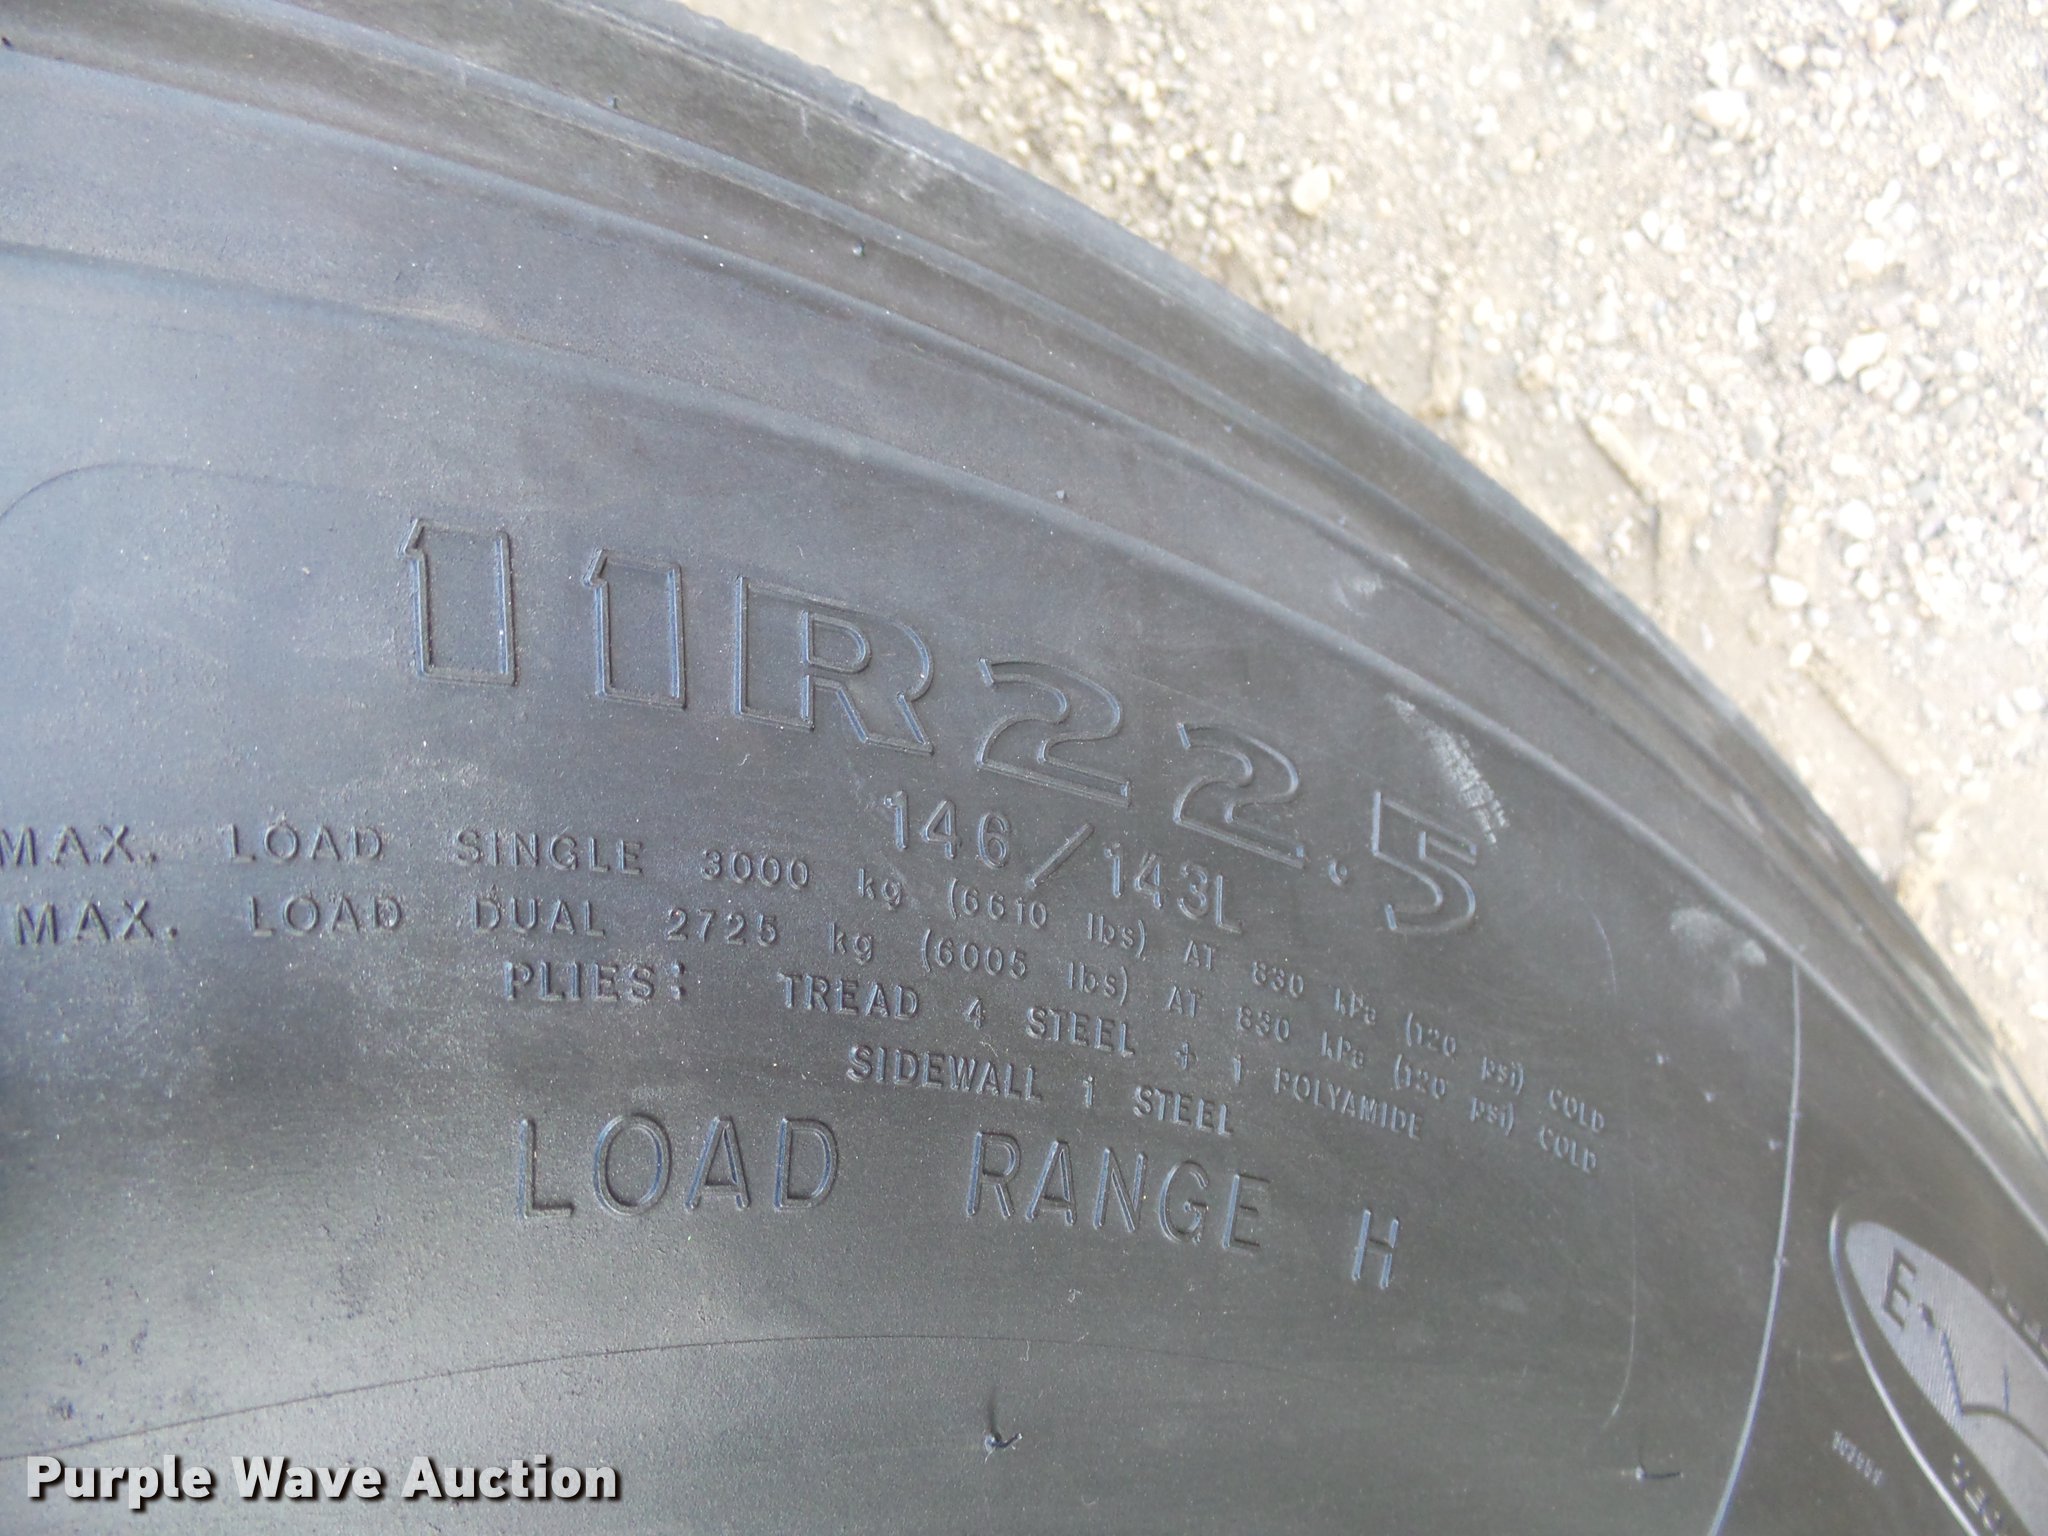 11R22.5
146/143L
MAX. LOAD SINGLE 3000 kg (6610 lbs) AT 830 kPa (120 psi) COLD
MAX. LOAD DUAL 2725 kg (6005 lbs) AT 830 kPa (120 psi) COLD
PLIES: TREAD 4 STEEL + 1 POLYAMIDE
SIDEWALL 1 STEEL
LOAD RANGE H
E
Purple Wave Auction